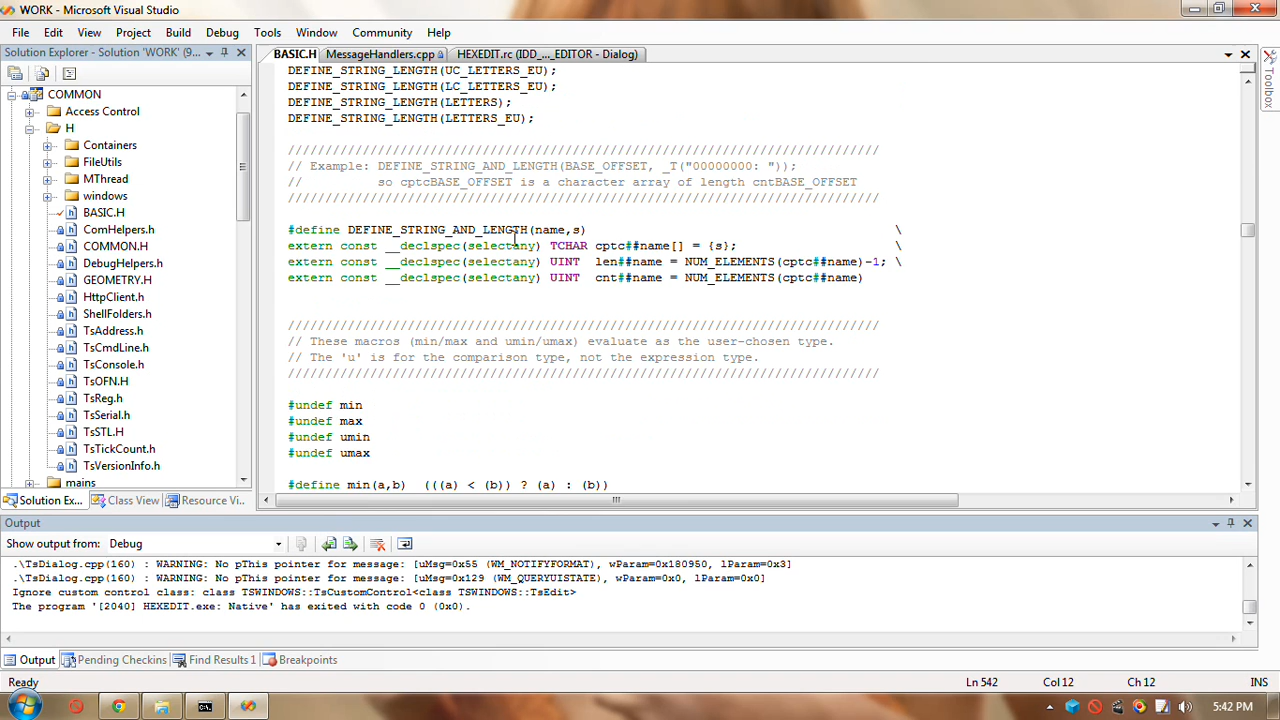 WORK - Microsoft Visual Studio
File Edit View Project Build Debug Tools Window Community Help
Solution Explorer - Solution 'WORK' (9...
BASIC.H MessageHandlers.cpp HEXEDIT.rc (IDD_..._EDITOR - Dialog)
Toolbox
COMMON
Access Control
H
Containers
FileUtils
MThread
windows
BASIC.H
ComHelpers.h
COMMON.H
DebugHelpers.h
GEOMETRY.H
HttpClient.h
ShellFolders.h
TsAddress.h
TsCmdLine.h
TsConsole.h
TsOFN.H
TsReg.h
TsSerial.h
TsSTL.H
TsTickCount.h
TsVersionInfo.h
mains
Solution Ex... Class View Resource Vi...
DEFINE_STRING_LENGTH(UC_LETTERS_EU);
DEFINE_STRING_LENGTH(LC_LETTERS_EU);
DEFINE_STRING_LENGTH(LETTERS);
DEFINE_STRING_LENGTH(LETTERS_EU);
///////////////////////////////////////////////////////////////////////////////
// Example: DEFINE_STRING_AND_LENGTH(BASE_OFFSET, _T("00000000: "));
//          so cptcBASE_OFFSET is a character array of length cntBASE_OFFSET
///////////////////////////////////////////////////////////////////////////////
#define DEFINE_STRING_AND_LENGTH(name,s) \
extern const __declspec(selectany) TCHAR cptc##name[] = {s}; \
extern const __declspec(selectany) UINT  len##name = NUM_ELEMENTS(cptc##name)-1; \
extern const __declspec(selectany) UINT  cnt##name = NUM_ELEMENTS(cptc##name)
///////////////////////////////////////////////////////////////////////////////
// These macros (min/max and umin/umax) evaluate as the user-chosen type.
// The 'u' is for the comparison type, not the expression type.
///////////////////////////////////////////////////////////////////////////////
#undef min
#undef max
#undef umin
#undef umax
#define min(a,b)  (((a) < (b)) ? (a) : (b))
Output
Show output from: Debug
.\TsDialog.cpp(160) : WARNING: No pThis pointer for message: [uMsg=0x55 (WM_NOTIFYFORMAT), wParam=0x180950, lParam=0x3]
.\TsDialog.cpp(160) : WARNING: No pThis pointer for message: [uMsg=0x129 (WM_QUERYUISTATE), wParam=0x0, lParam=0x0]
Ignore custom control class: class TSWINDOWS::TsCustomControl<class TSWINDOWS::TsEdit>
The program '[2040] HEXEDIT.exe: Native' has exited with code 0 (0x0).
Output Pending Checkins Find Results 1 Breakpoints
Ready Ln 542 Col 12 Ch 12 INS
5:42 PM